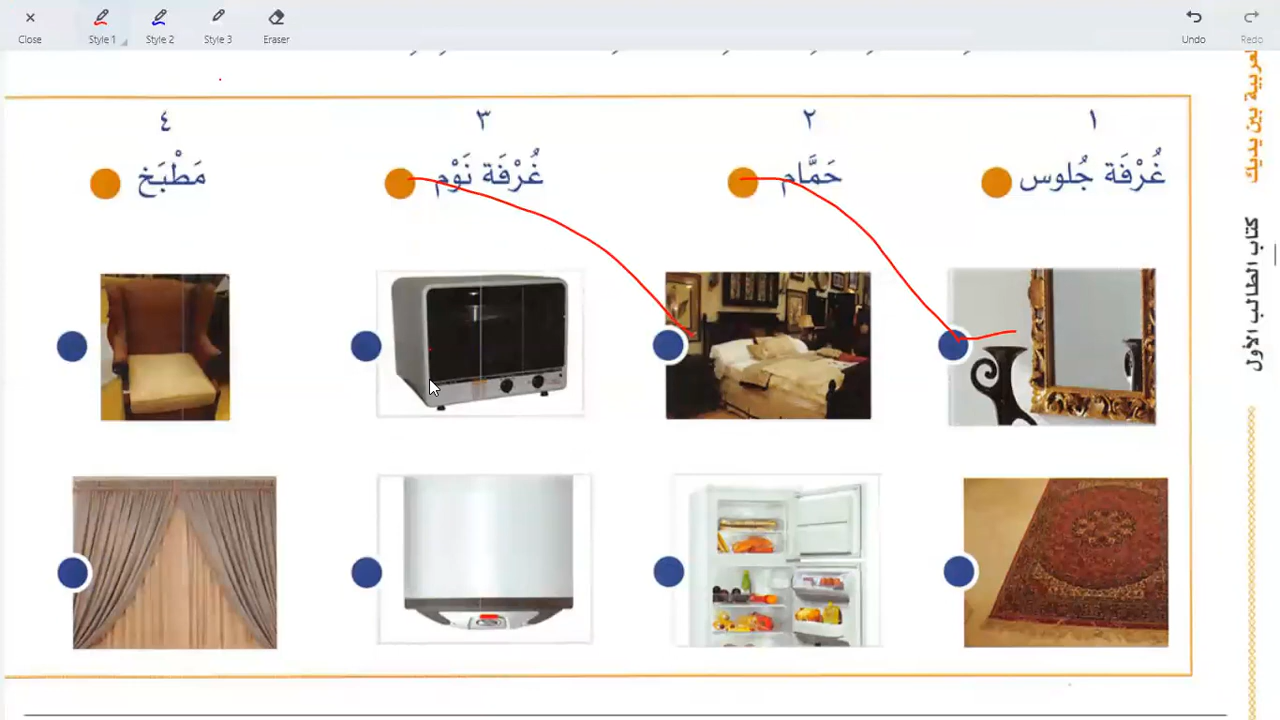 Close
Style 1
Style 2
Style 3
Eraser
Undo
Redo
١ ٢ ٣ ٤
غُرْفَة جُلوس حَمَّام غُرْفَة نَوْم مَطْبَخ
لعربية بين يديك
كتاب الطالب الأول